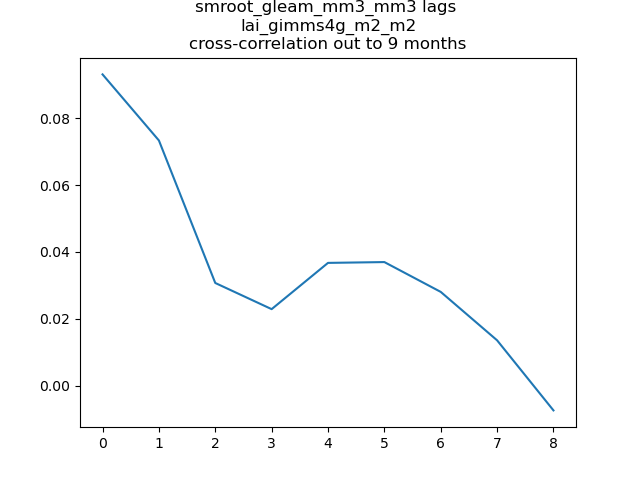 smroot_gleam_mm3_mm3 lags
lai_gimms4g_m2_m2
cross-correlation out to 9 months
0.08
0.06
0.04
0.02
0.00
0 1 2 3 4 5 6 7 8